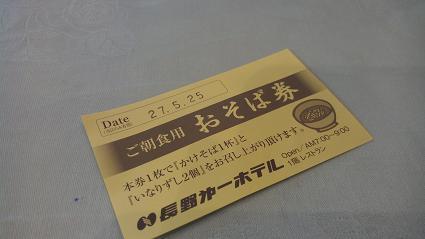 Date 27.5.25
ご朝食用 おそば券
本券1枚で『かけそば1杯』と
『いなりずし2個』をお召し上がり頂けます。
長野第一ホテル
Open/AM7:00~9:00
1階 レストラン